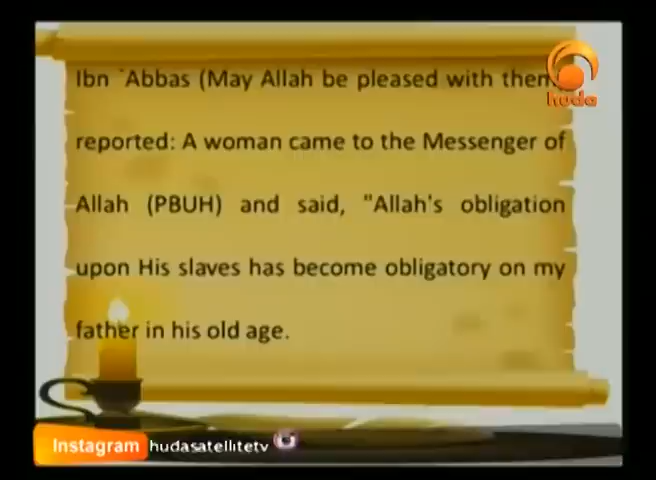 Ibn `Abbas (May Allah be pleased with them)
huda
reported: A woman came to the Messenger of
Allah (PBUH) and said, "Allah's obligation
upon His slaves has become obligatory on my
father in his old age.
Instagram hudasatellitetv